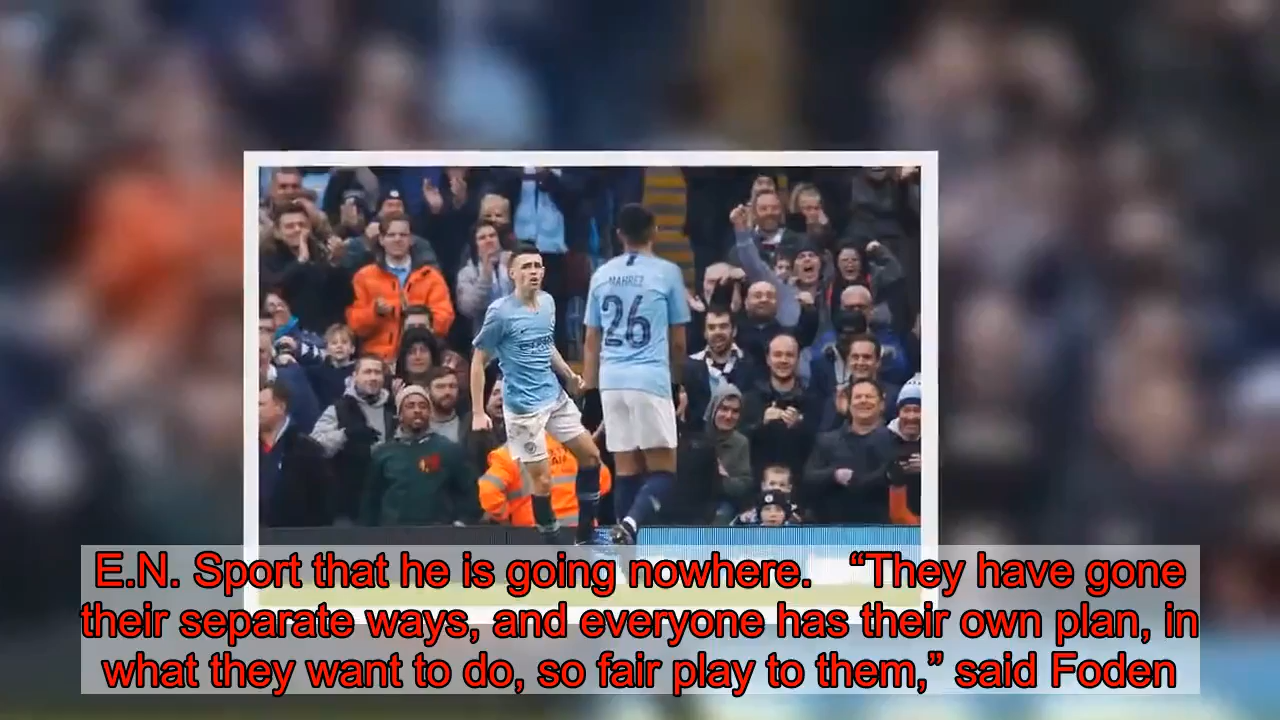 MAHREZ
26
E.N. Sport that he is going nowhere. “They have gone
their separate ways, and everyone has their own plan, in
what they want to do, so fair play to them,” said Foden